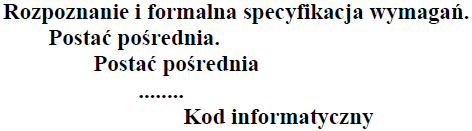 Rozpoznanie i formalna specyfikacja wymagań.
Postać pośrednia.
Postać pośrednia
........
Kod informatyczny